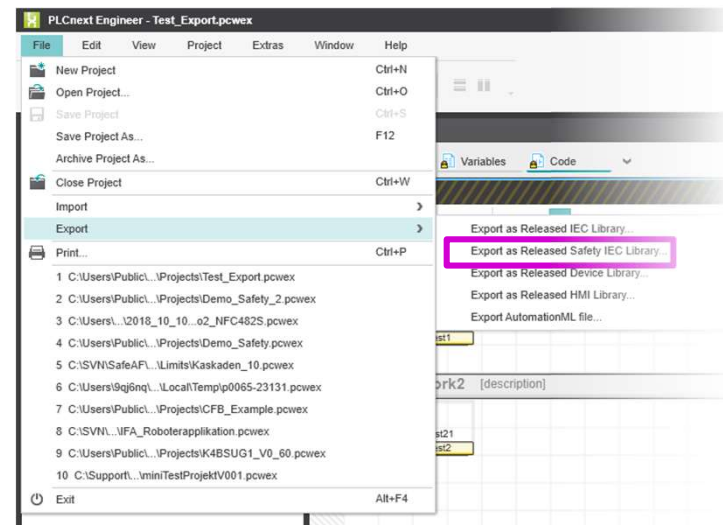 PLCnext Engineer - Test_Export.pcwex
File Edit View Project Extras Window Help
New Project Ctrl+N
Open Project... Ctrl+O
Save Project Ctrl+S
Save Project As... F12
Archive Project As...
Close Project Ctrl+W
Import
Export
Print... Ctrl+P
1 C:\Users\Public\...\Projects\Test_Export.pcwex
2 C:\Users\Public\...\Projects\Demo_Safety_2.pcwex
3 C:\Users\...\2018_10_10...o2_NFC482S.pcwex
4 C:\Users\Public\...\Projects\Demo_Safety.pcwex
5 C:\SVN\SafeAF\...\Limits\Kaskaden_10.pcwex
6 C:\Users\9qj6nq\...\Local\Temp\p0065-23131.pcwex
7 C:\Users\Public\...\Projects\CFB_Example.pcwex
8 C:\SVN\...\IFA_Roboterapplikation.pcwex
9 C:\Users\Public\...\Projects\K4BSUG1_V0_60.pcwex
10 C:\Support\...\miniTestProjektV001.pcwex
Exit Alt+F4
Variables Code
Export as Released IEC Library...
Export as Released Safety IEC Library...
Export as Released Device Library...
Export as Released HMI Library...
Export AutomationML file...
est1
ork2 [description]
st21
est2